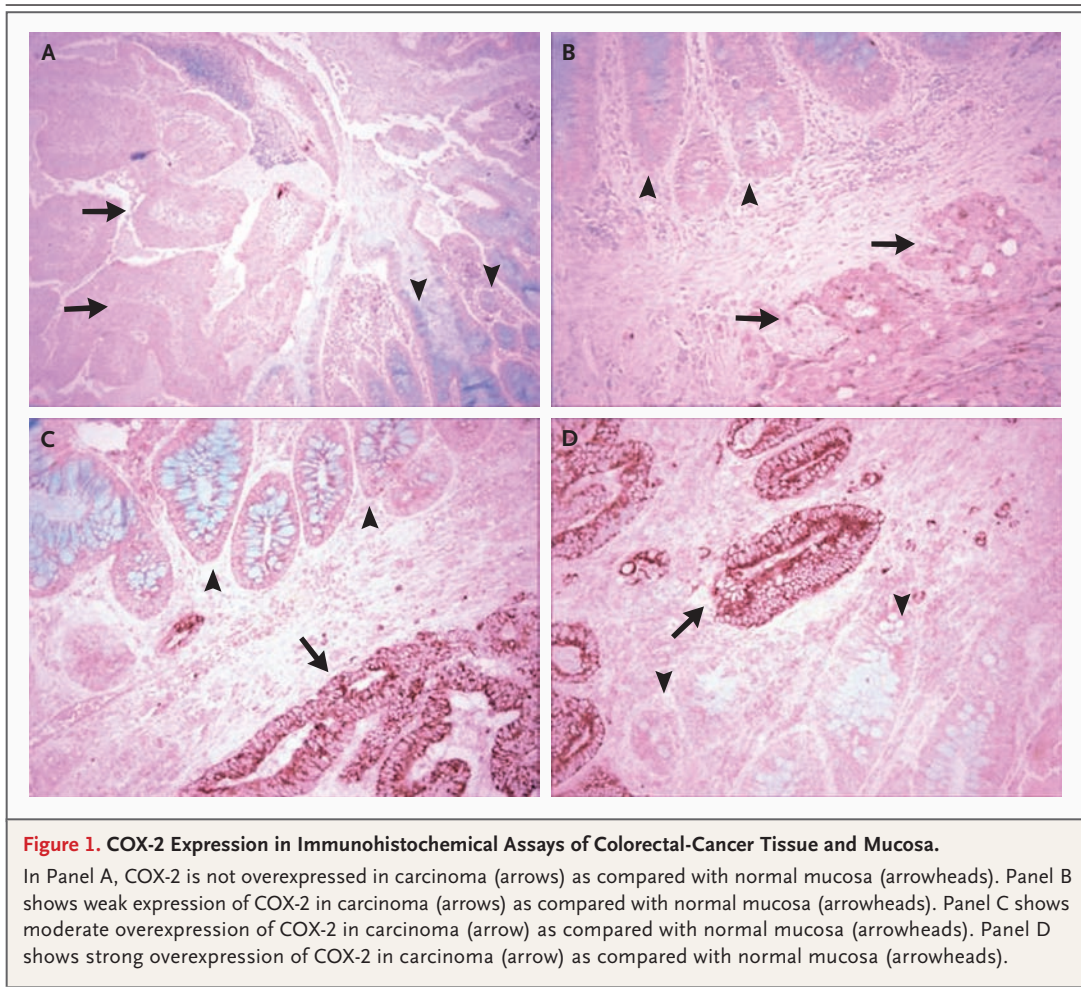 A
B
C
D
Figure 1. COX-2 Expression in Immunohistochemical Assays of Colorectal-Cancer Tissue and Mucosa.
In Panel A, COX-2 is not overexpressed in carcinoma (arrows) as compared with normal mucosa (arrowheads). Panel B
shows weak expression of COX-2 in carcinoma (arrows) as compared with normal mucosa (arrowheads). Panel C shows
moderate overexpression of COX-2 in carcinoma (arrow) as compared with normal mucosa (arrowheads). Panel D
shows strong overexpression of COX-2 in carcinoma (arrow) as compared with normal mucosa (arrowheads).